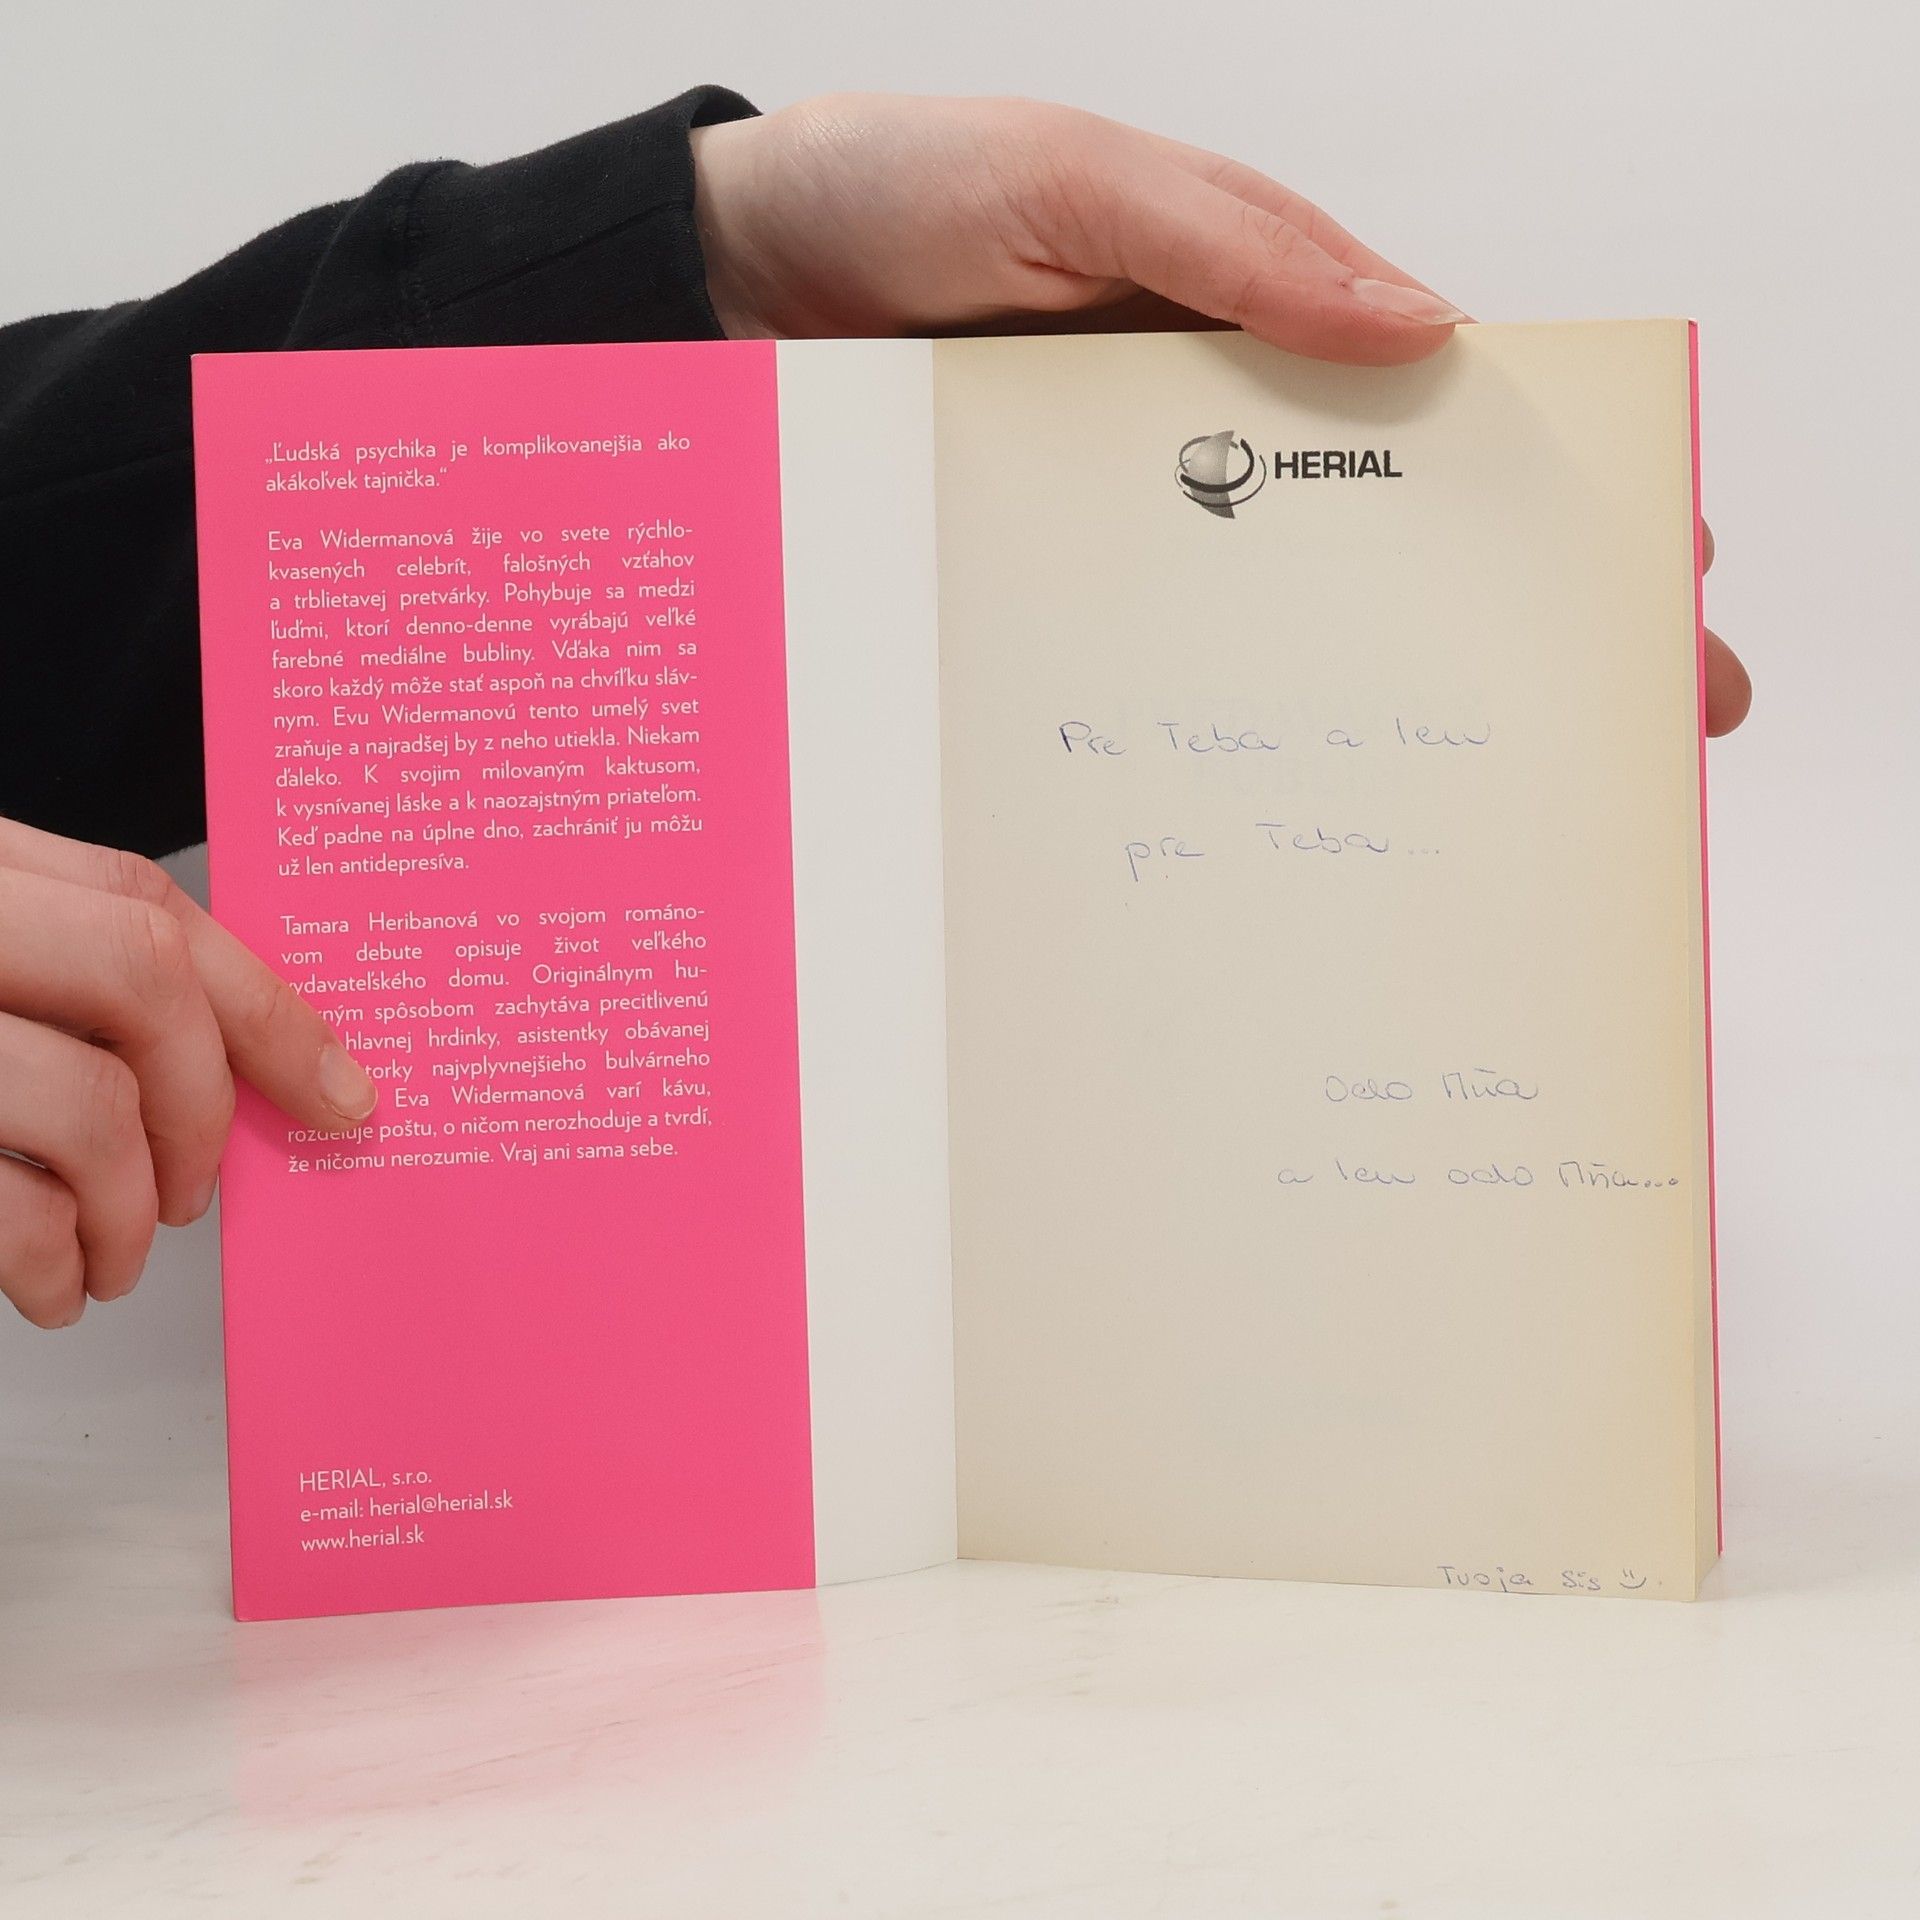 „Ľudská psychika je komplikovanejšia ako
akákoľvek tajnička.“
Eva Widermanová žije vo svete rýchlo-
kvasených celebrít, falošných vzťahov
a trblietavej pretvárky. Pohybuje sa medzi
ľuďmi, ktorí denno-denne vyrábajú veľké
farebné mediálne bubliny. Vďaka nim sa
skoro každý môže stať aspoň na chvíľku sláv-
nym. Evu Widermanovú tento umelý svet
zraňuje a najradšej by z neho utiekla. Niekam
ďaleko. K svojim milovaným kaktusom,
k vysnívanej láske a k naozajstným priateľom.
Keď padne na úplne dno, zachrániť ju môžu
už len antidepresíva.
Tamara Heribanová vo svojom románo-
vom debute opisuje život veľkého
vydavateľského domu. Originálnym hu-
spôsobom zachytáva precitlivenú
hlavnej hrdinky, asistentky obávanej
najvplyvnejšieho bulvárneho
Eva Widermanová varí kávu,
rozdeľuje poštu, o ničom nerozhoduje a tvrdí,
že ničomu nerozumie. Vraj ani sama sebe.
HERIAL, s.r.o.
e-mail: herial@herial.sk
www.herial.sk
HERIAL
Pre Teba a len
pre Teba...
Odo Mňa
a len odo Mňa...
Tvoja Sis